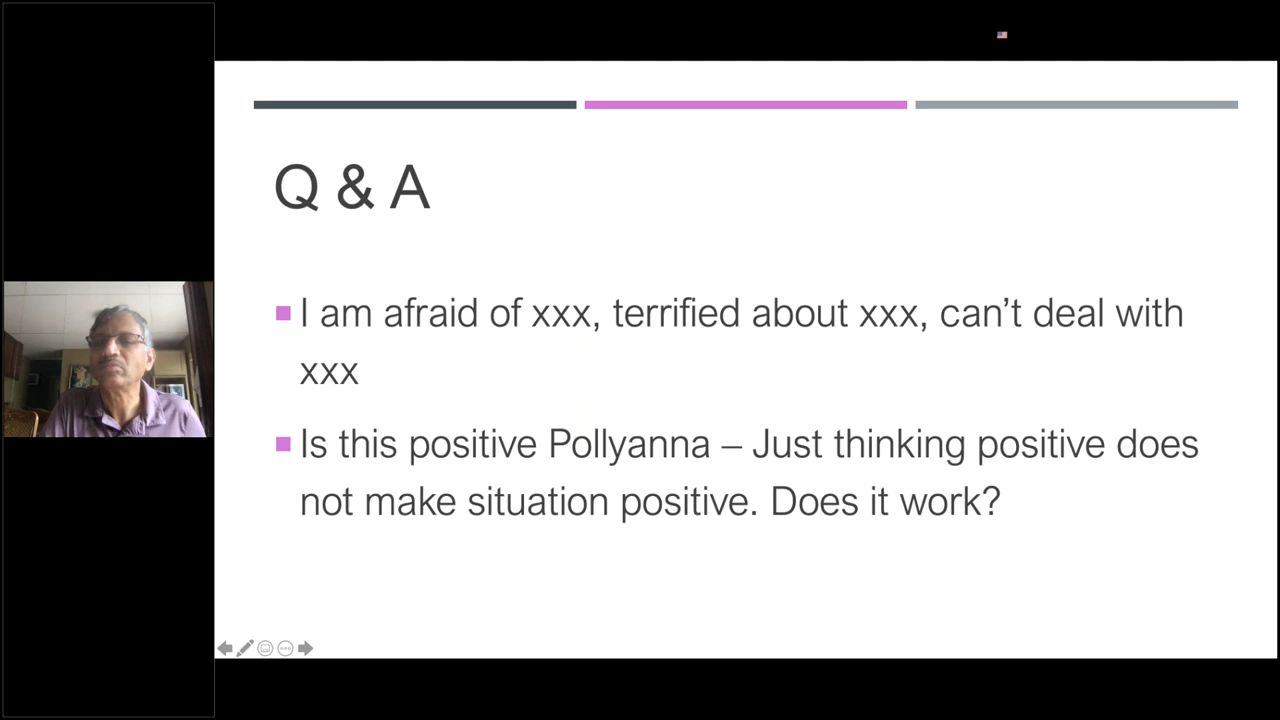 Q & A
I am afraid of xxx, terrified about xxx, can’t deal with
xxx
Is this positive Pollyanna – Just thinking positive does
not make situation positive. Does it work?